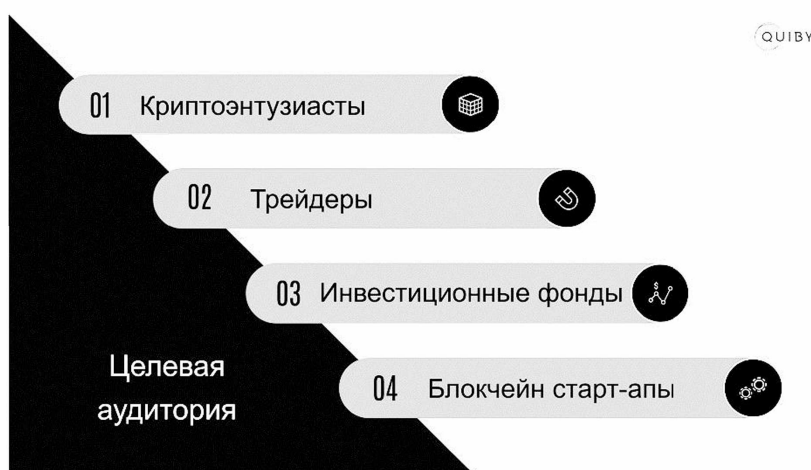 QUIBY
01 Криптоэнтузиасты
02 Трейдеры
03 Инвестиционные фонды
04 Блокчейн старт-апы
Целевая
аудитория